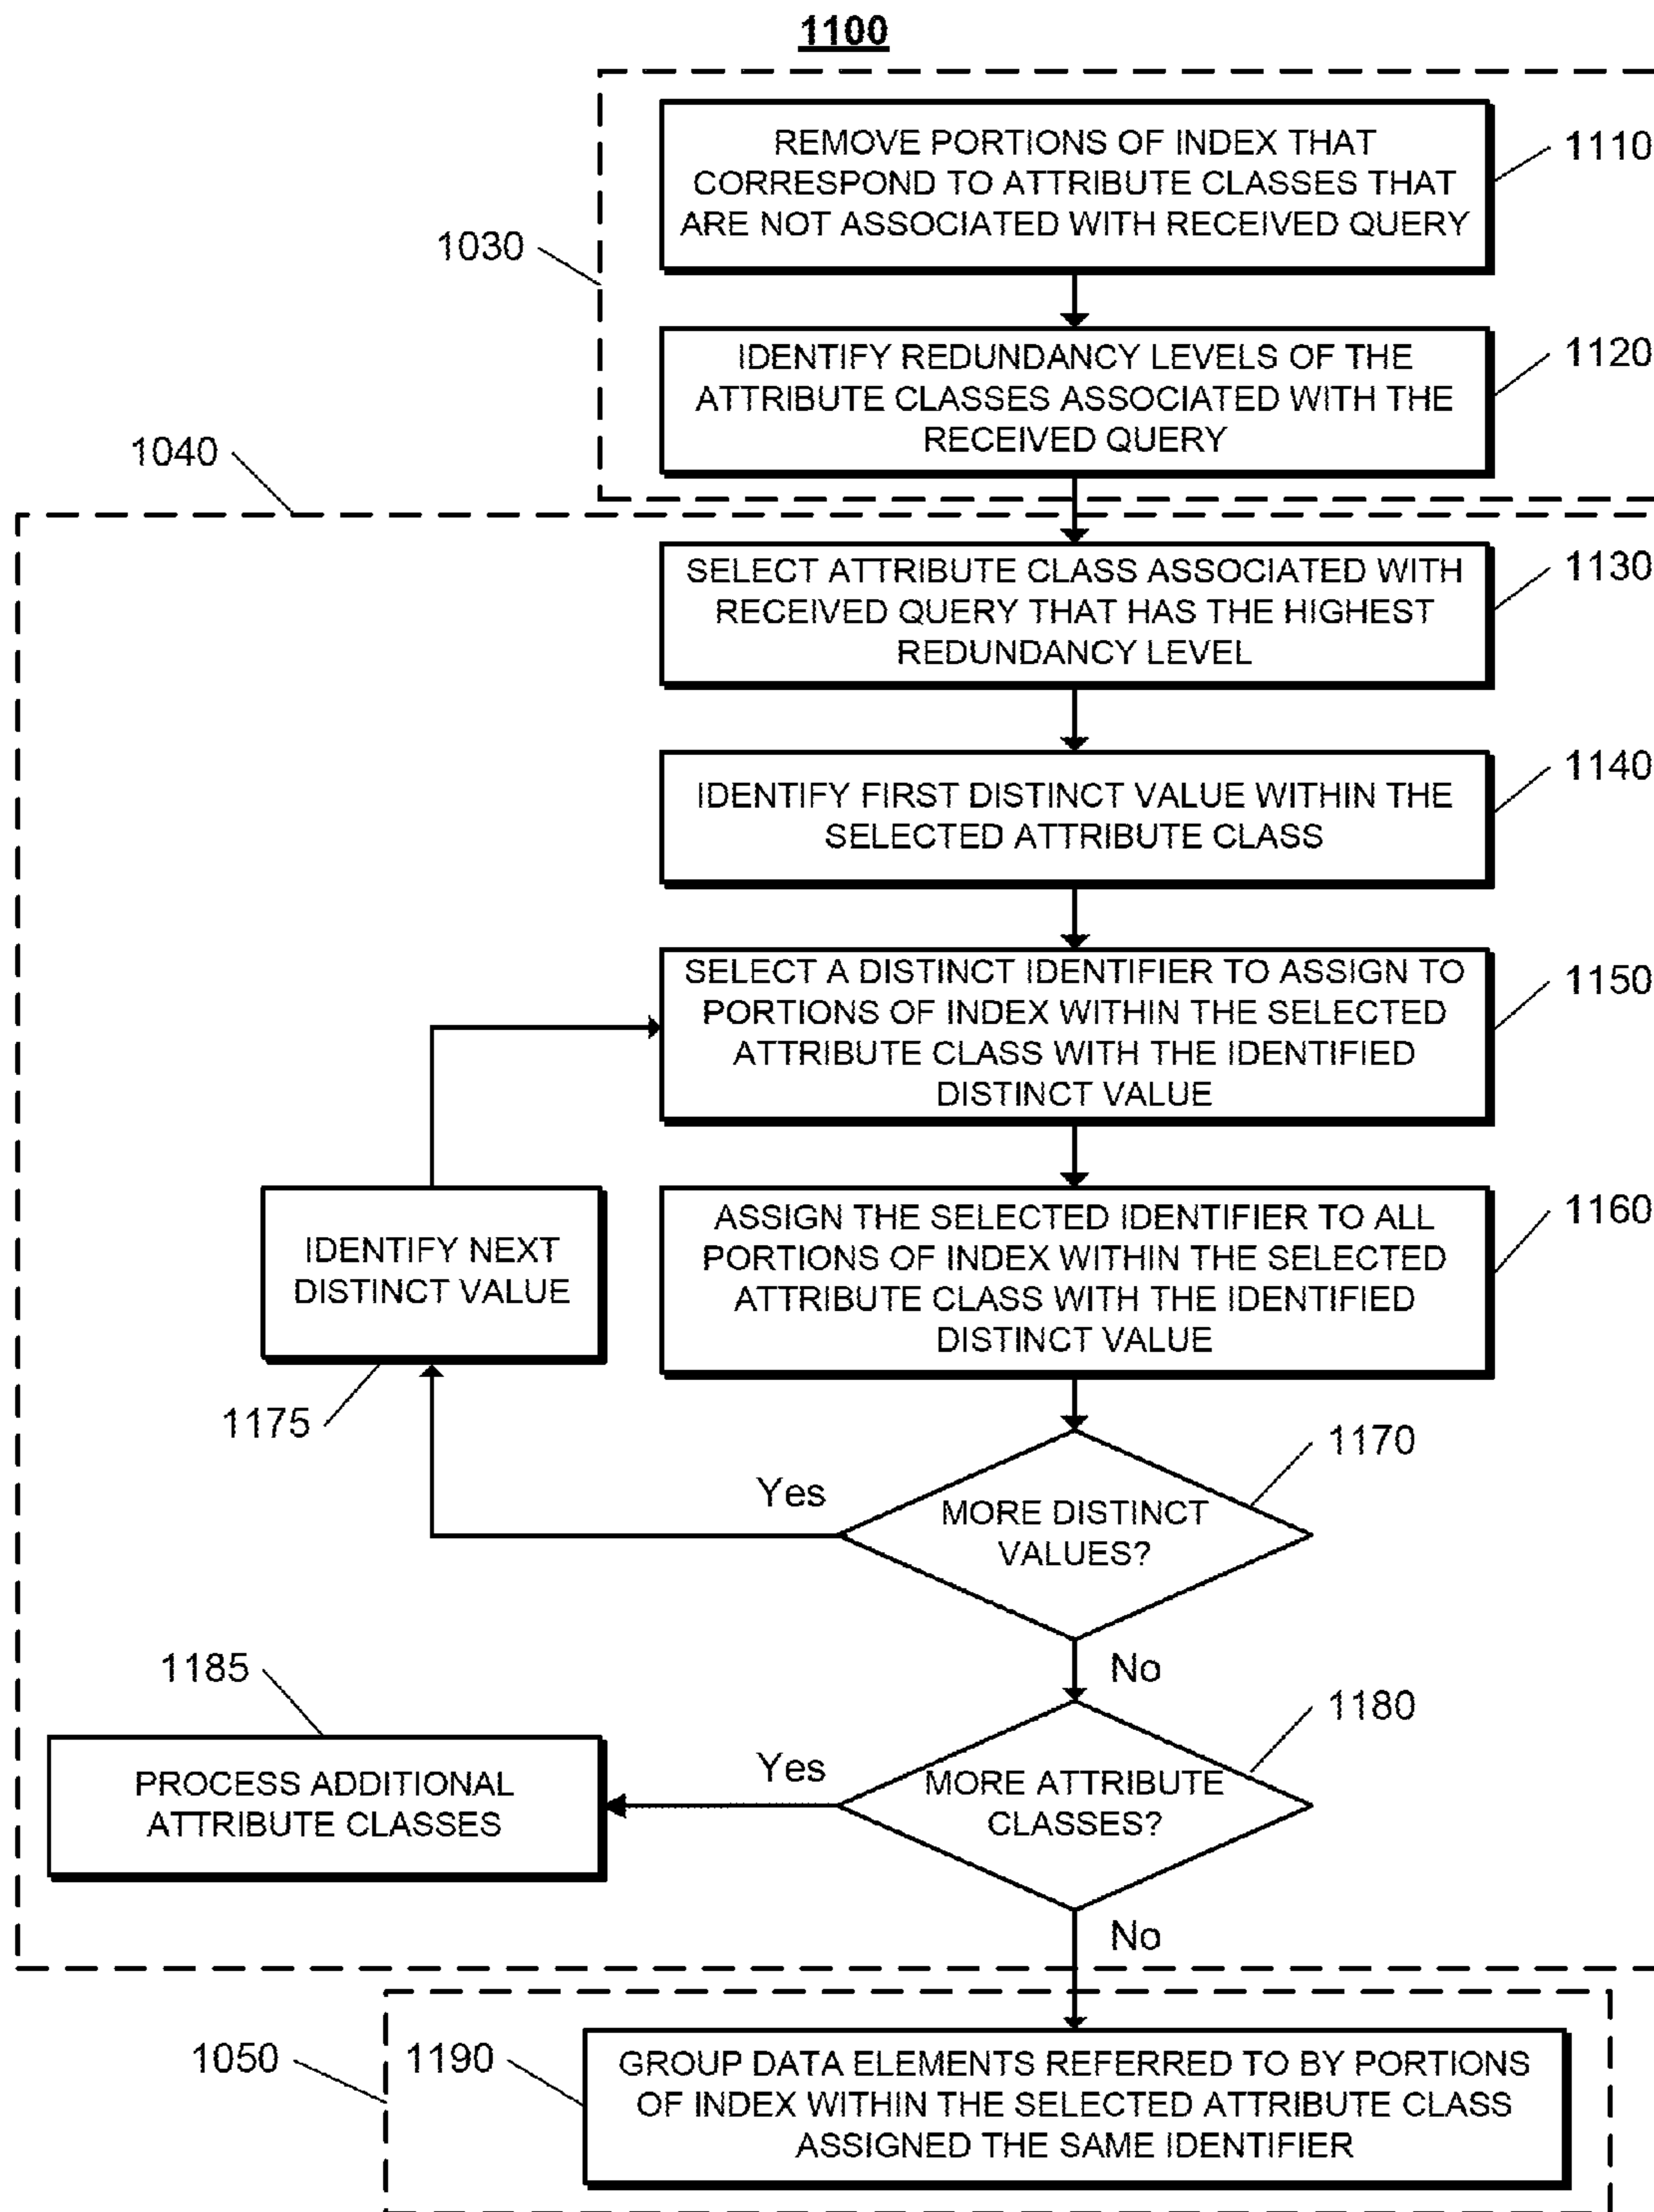 1100
REMOVE PORTIONS OF INDEX THAT
CORRESPOND TO ATTRIBUTE CLASSES THAT
ARE NOT ASSOCIATED WITH RECEIVED QUERY
1110
1030
IDENTIFY REDUNDANCY LEVELS OF THE
ATTRIBUTE CLASSES ASSOCIATED WITH THE
RECEIVED QUERY
1120
1040
SELECT ATTRIBUTE CLASS ASSOCIATED WITH
RECEIVED QUERY THAT HAS THE HIGHEST
REDUNDANCY LEVEL
1130
IDENTIFY FIRST DISTINCT VALUE WITHIN THE
SELECTED ATTRIBUTE CLASS
1140
SELECT A DISTINCT IDENTIFIER TO ASSIGN TO
PORTIONS OF INDEX WITHIN THE SELECTED
ATTRIBUTE CLASS WITH THE IDENTIFIED
DISTINCT VALUE
1150
ASSIGN THE SELECTED IDENTIFIER TO ALL
PORTIONS OF INDEX WITHIN THE SELECTED
ATTRIBUTE CLASS WITH THE IDENTIFIED
DISTINCT VALUE
1160
IDENTIFY NEXT
DISTINCT VALUE
1175
MORE DISTINCT
VALUES?
1170
Yes
No
MORE ATTRIBUTE
CLASSES?
1180
Yes
No
PROCESS ADDITIONAL
ATTRIBUTE CLASSES
1185
1050
1190
GROUP DATA ELEMENTS REFERRED TO BY PORTIONS
OF INDEX WITHIN THE SELECTED ATTRIBUTE CLASS
ASSIGNED THE SAME IDENTIFIER